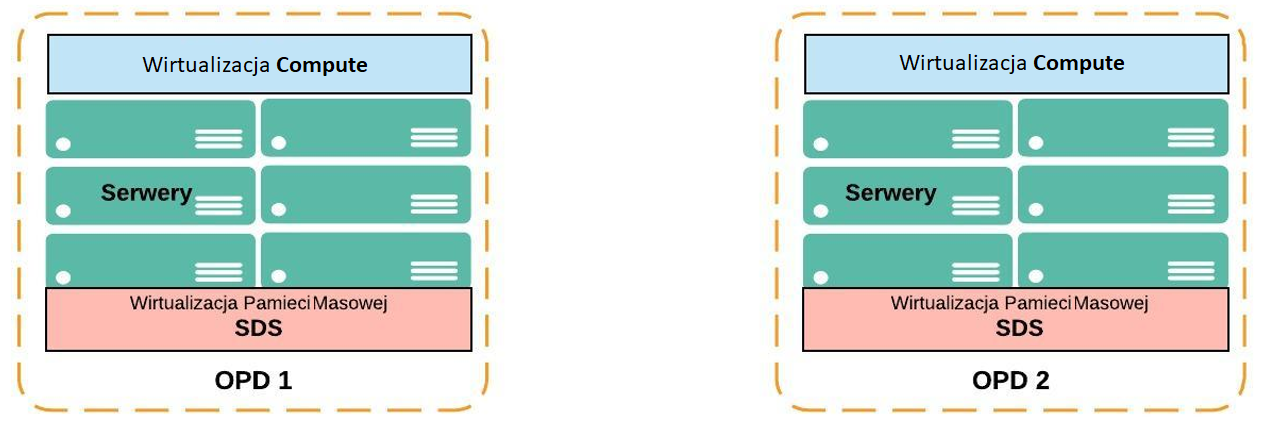 Wirtualizacja Compute
Serwery
Wirtualizacja Pamieci Masowej
SDS
OPD 1
Wirtualizacja Compute
Serwery
Wirtualizacja Pamieci Masowej
SDS
OPD 2